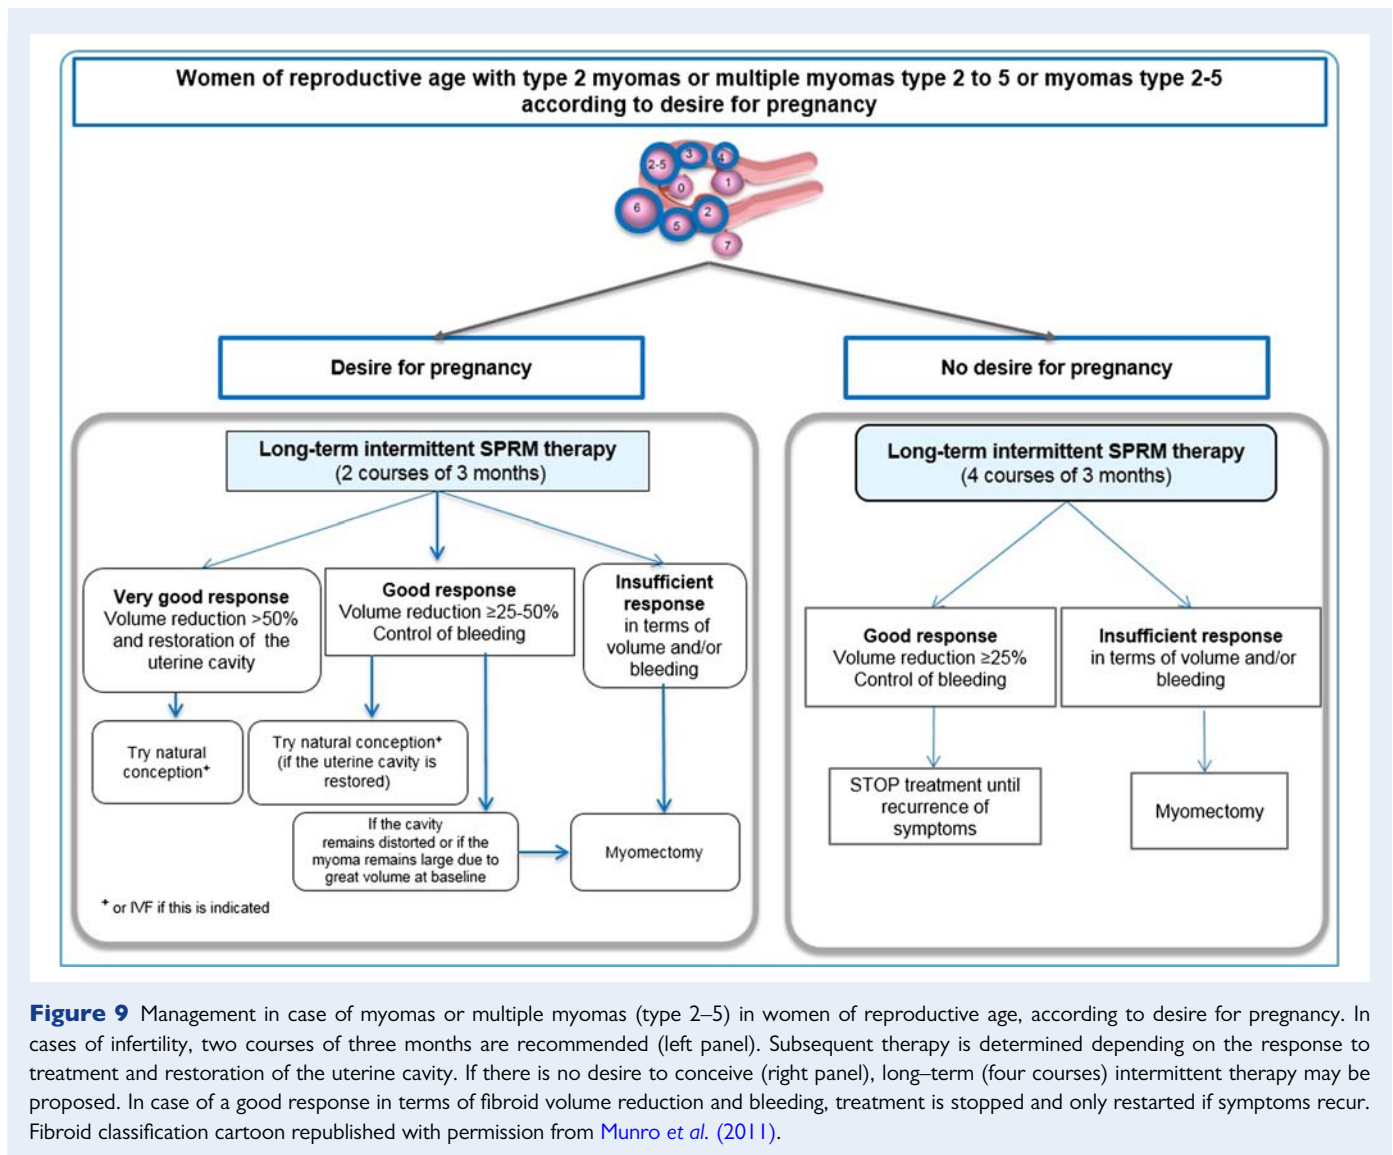 Women of reproductive age with type 2 myomas or multiple myomas type 2 to 5 or myomas type 2-5
according to desire for pregnancy
2-5
3
4
0
1
6
5
2
7
Desire for pregnancy
No desire for pregnancy
Long-term intermittent SPRM therapy
(2 courses of 3 months)
Very good response
Volume reduction >50%
and restoration of the
uterine cavity
Good response
Volume reduction ≥25-50%
Control of bleeding
Insufficient
response
in terms of
volume and/or
bleeding
Try natural
conception⁺
Try natural conception⁺
(if the uterine cavity is
restored)
If the cavity
remains distorted or if the
myoma remains large due to
great volume at baseline
Myomectomy
⁺ or IVF if this is indicated
Long-term intermittent SPRM therapy
(4 courses of 3 months)
Good response
Volume reduction ≥25%
Control of bleeding
Insufficient response
in terms of volume and/or
bleeding
STOP treatment until
recurrence of
symptoms
Myomectomy
Figure 9 Management in case of myomas or multiple myomas (type 2–5) in women of reproductive age, according to desire for pregnancy. In
cases of infertility, two courses of three months are recommended (left panel). Subsequent therapy is determined depending on the response to
treatment and restoration of the uterine cavity. If there is no desire to conceive (right panel), long–term (four courses) intermittent therapy may be
proposed. In case of a good response in terms of fibroid volume reduction and bleeding, treatment is stopped and only restarted if symptoms recur.
Fibroid classification cartoon republished with permission from Munro et al. (2011).